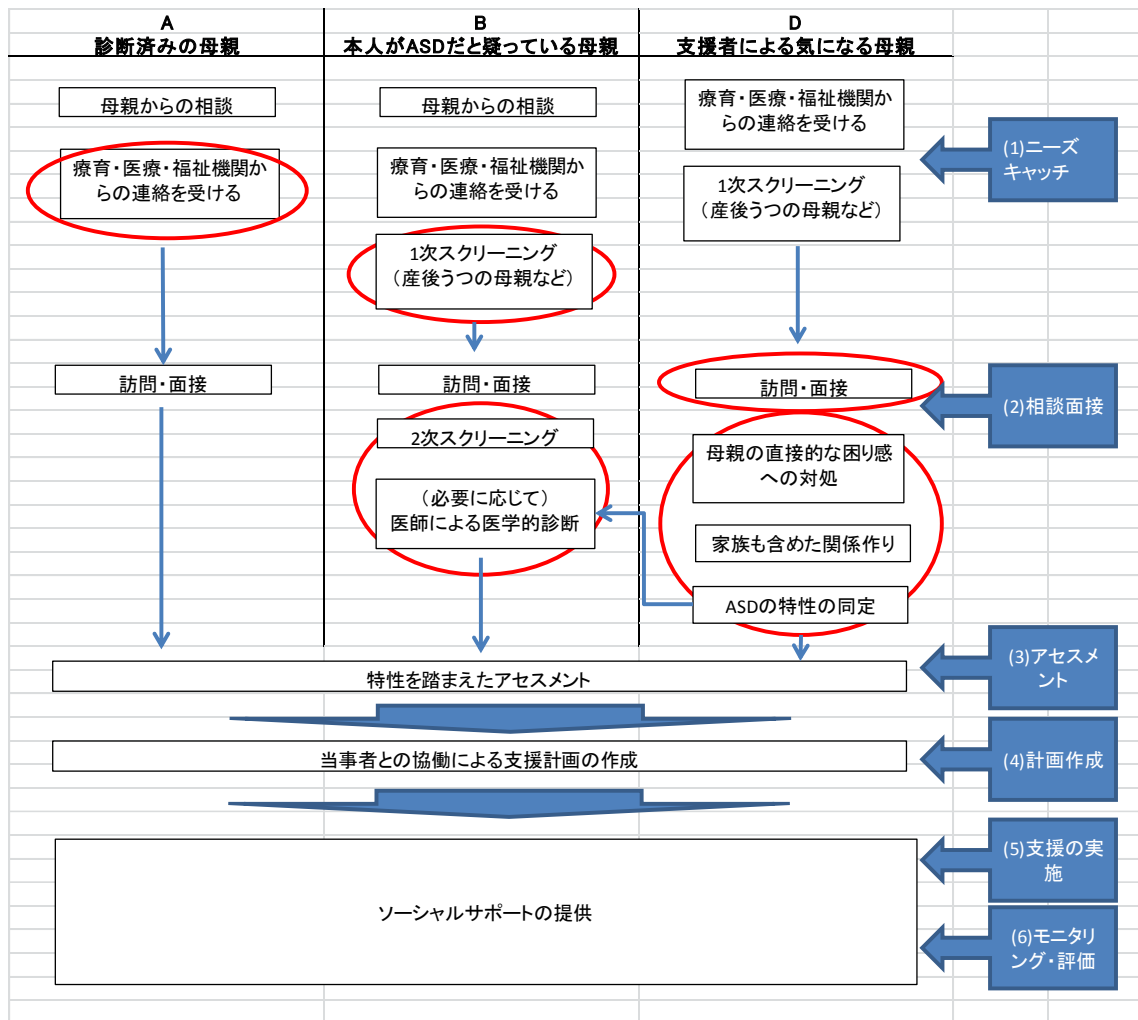 A
診断済みの母親
B
本人がASDだと疑っている母親
D
支援者による気になる母親
母親からの相談
療育・医療・福祉機関か
らの連絡を受ける
訪問・面接
母親からの相談
療育・医療・福祉機関か
らの連絡を受ける
1次スクリーニング
（産後うつの母親など）
訪問・面接
2次スクリーニング
（必要に応じて）
医師による医学的診断
療育・医療・福祉機関か
らの連絡を受ける
1次スクリーニング
（産後うつの母親など）
訪問・面接
母親の直接的な困り感
への対処
家族も含めた関係作り
ASDの特性の同定
特性を踏まえたアセスメント
当事者との協働による支援計画の作成
ソーシャルサポートの提供
(1)ニーズ
キャッチ
(2)相談面接
(3)アセスメ
ント
(4)計画作成
(5)支援の実
施
(6)モニタリ
ング・評価